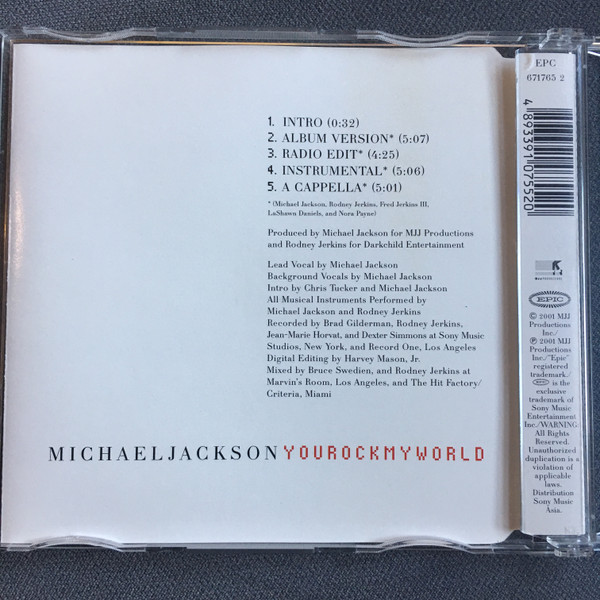 1. INTRO (0:32)
2. ALBUM VERSION* (5:07)
3. RADIO EDIT* (4:25)
4. INSTRUMENTAL* (5:06)
5. A CAPPELLA* (5:01)
* (Michael Jackson, Rodney Jerkins, Fred Jerkins III,
LaShawn Daniels, and Nora Payne)
Produced by Michael Jackson for MJJ Productions
and Rodney Jerkins for Darkchild Entertainment
Lead Vocal by Michael Jackson
Background Vocals by Michael Jackson
Intro by Chris Tucker and Michael Jackson
All Musical Instruments Performed by
Michael Jackson and Rodney Jerkins
Recorded by Brad Gilderman, Rodney Jerkins,
Jean-Marie Horvat, and Dexter Simmons at Sony Music
Studios, New York, and Record One, Los Angeles
Digital Editing by Harvey Mason, Jr.
Mixed by Bruce Swedien, and Rodney Jerkins at
Marvin's Room, Los Angeles, and The Hit Factory/
Criteria, Miami
MICHAELJACKSONYOUROCKMYWORLD
EPC
671765 2
4 893391 075520
EPIC
© 2001 MJJ
Productions
Inc./
℗ 2001 MJJ
Productions
Inc./"Epic"
registered
trademark./
is the
exclusive
trademark of
Sony Music
Entertainment
Inc./WARNING:
All Rights
Reserved.
Unauthorized
duplication is a
violation of
applicable
laws.
Distribution
Sony Music
Asia.